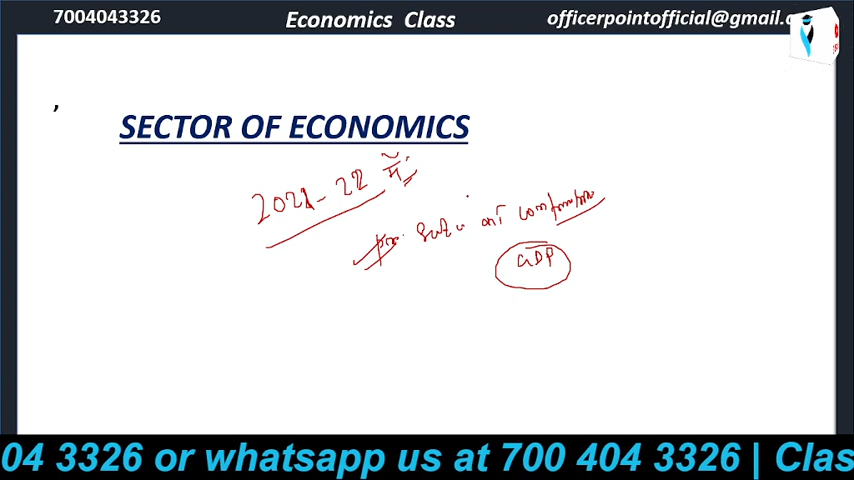 7004043326 Economics Class officerpointofficial@gmail.c
,
SECTOR OF ECONOMICS
2021-22 में
GDP
04 3326 or whatsapp us at 700 404 3326 | Clas